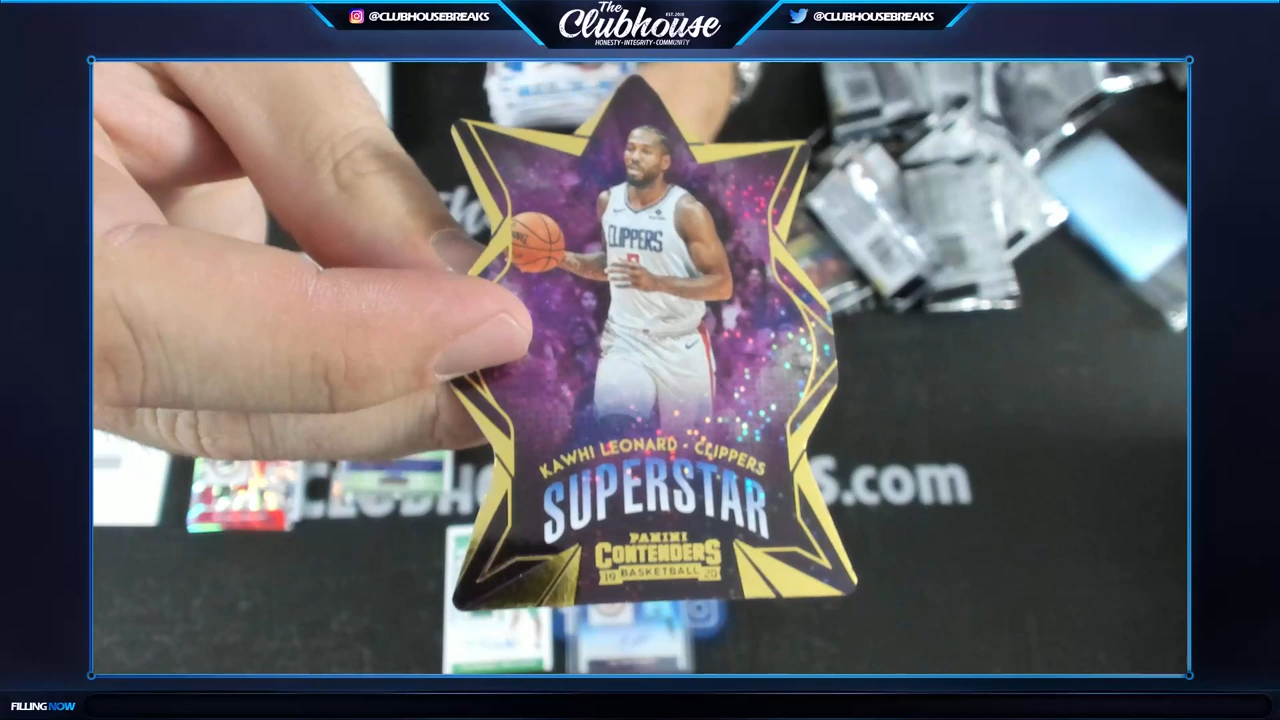 @CLUBHOUSEBREAKS
The
Clubhouse
EST. 2018
HONESTY • INTEGRITY • COMMUNITY
@CLUBHOUSEBREAKS
CLIPPERS
KAWHI LEONARD • CLIPPERS
SUPERSTAR
PANINI
CONTENDERS
19 BASKETBALL 20
S.com
FILLING NOW